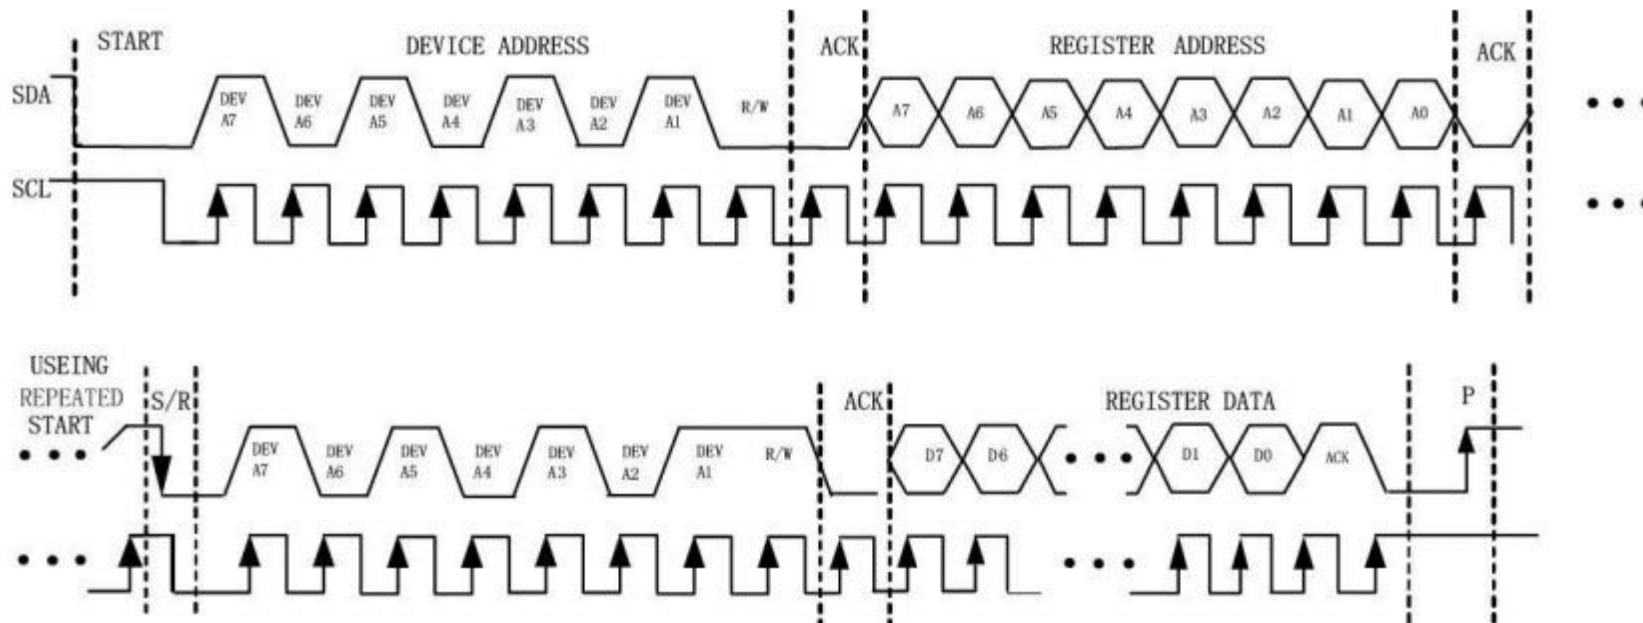 START DEVICE ADDRESS ACK REGISTER ADDRESS ACK
SDA
DEV A7 DEV A6 DEV A5 DEV A4 DEV A3 DEV A2 DEV A1 R/W A7 A6 A5 A4 A3 A2 A1 A0
SCL
USEING
REPEATED
START
S/R ACK REGISTER DATA P
DEV A7 DEV A6 DEV A5 DEV A4 DEV A3 DEV A2 DEV A1 R/W D7 D6 D1 D0 ACK